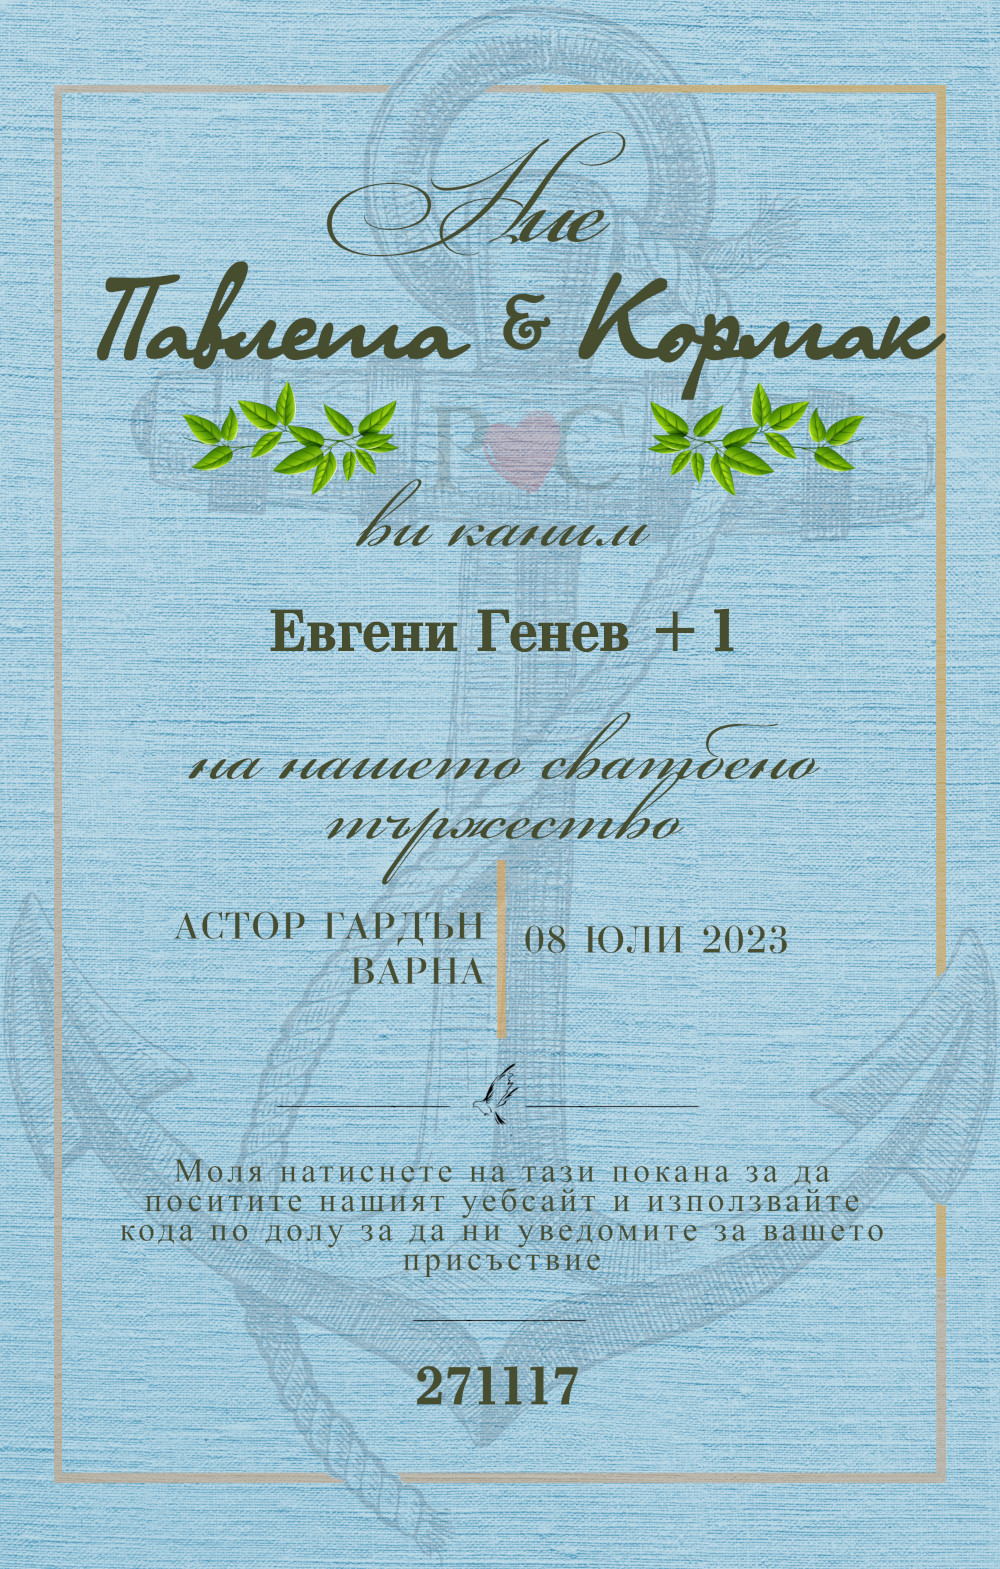 Ние
Павлета & Кормак
P C
ви каним
Евгени Генев +1
на нашето сватбено
тържество
АСТОР ГАРДЪН
ВАРНА
08 ЮЛИ 2023
Моля натиснете на тази покана за да
поситите нашият уебсайт и използвайте
кода по долу за да ни уведомите за вашето
присъствие
271117